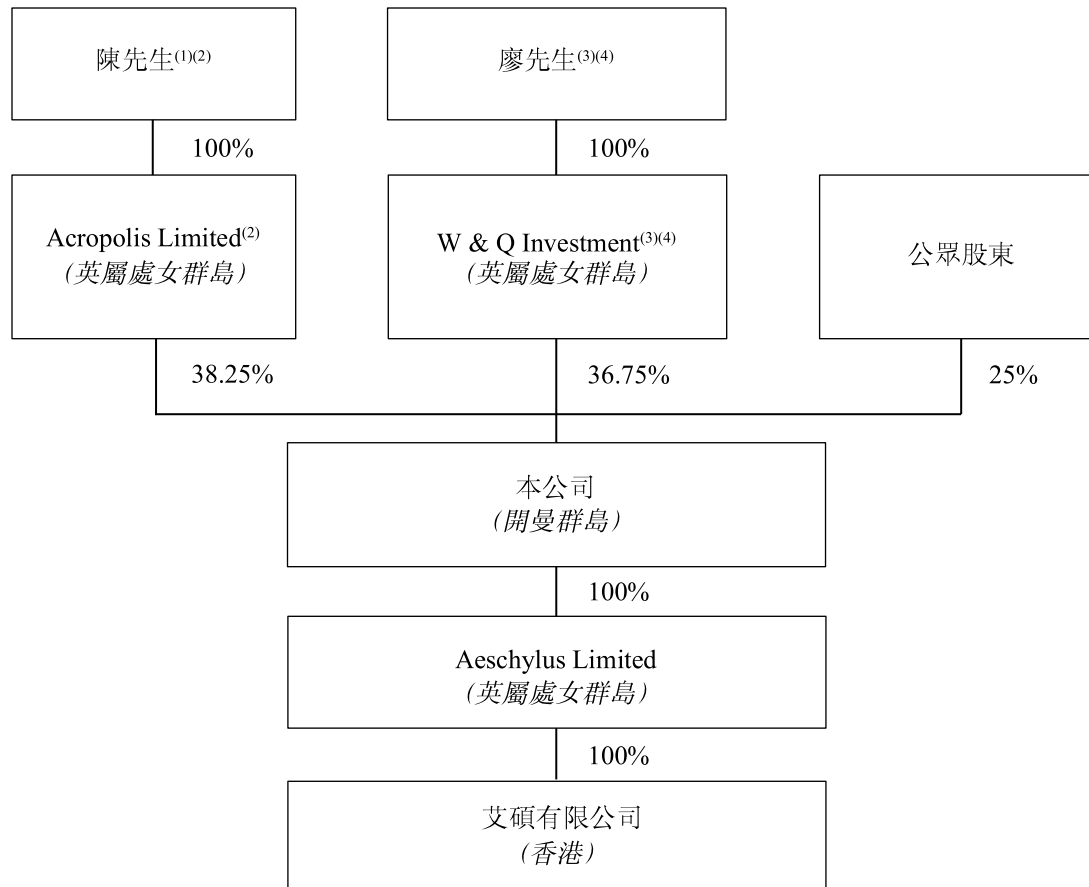 陳先生(1)(2)
廖先生(3)(4)
100%
100%
Acropolis Limited(2)
(英屬處女群島)
W & Q Investment(3)(4)
(英屬處女群島)
公眾股東
38.25%
36.75%
25%
本公司
(開曼群島)
100%
Aeschylus Limited
(英屬處女群島)
100%
艾碩有限公司
(香港)